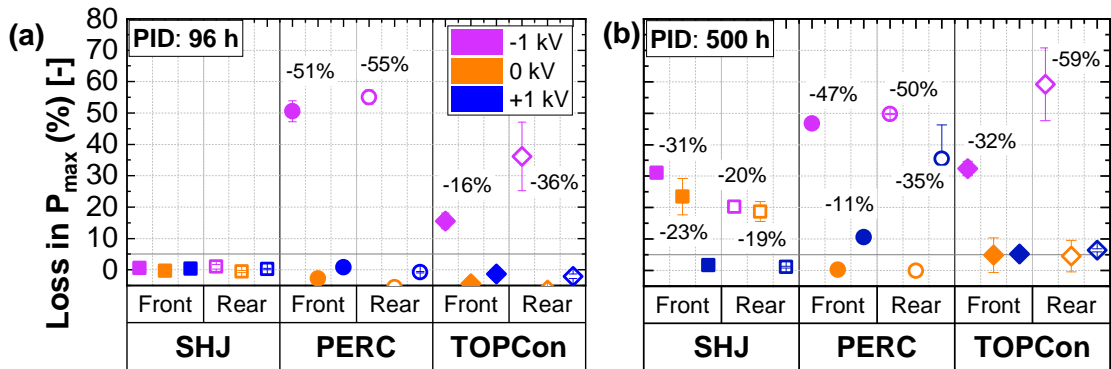 (a)
Loss in Pmax (%) [-]
80
70
60
50
40
30
20
10
0
PID: 96 h
-1 kV
0 kV
+1 kV
-51%
-55%
-16%
-36%
Front Rear Front Rear Front Rear
SHJ PERC TOPCon
(b)
PID: 500 h
-31%
-23%
-20%
-19%
-47%
-11%
-50%
-35%
-32%
-59%
Front Rear Front Rear Front Rear
SHJ PERC TOPCon